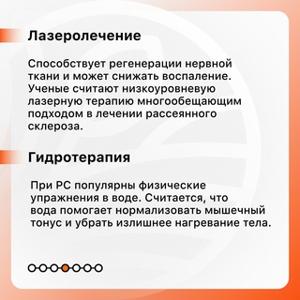 Лазеролечение
Способствует регенерации нервной
ткани и может снижать воспаление.
Ученые считают низкоуровневую
лазерную терапию многообещающим
подходом в лечении рассеянного
склероза.
Гидротерапия
При РС популярны физические
упражнения в воде. Считается, что
вода помогает нормализовать мышечный
тонус и убрать излишнее нагревание тела.